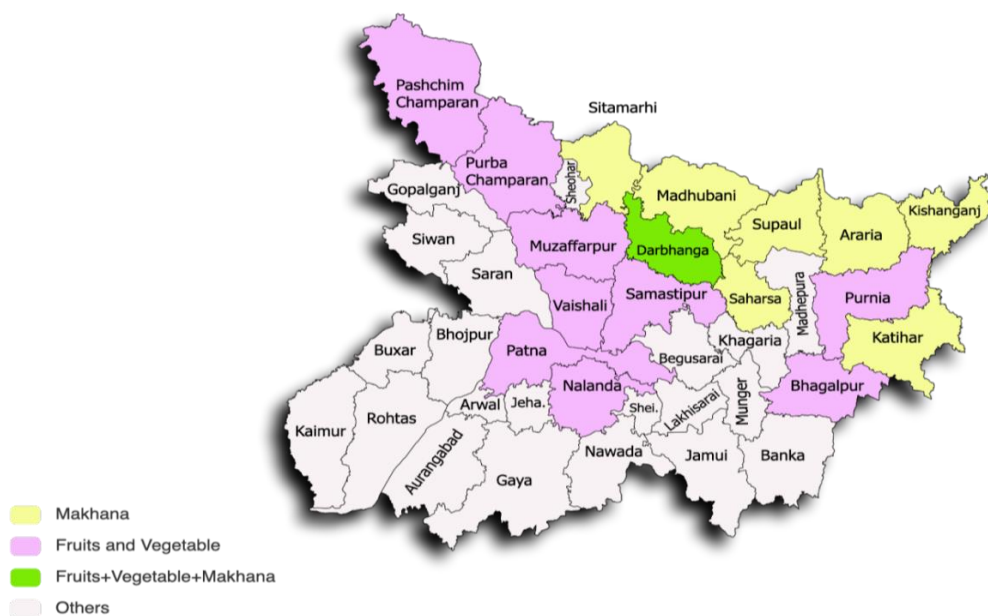 Pashchim
Champaran
Sitamarhi
Purba
Champaran
Sheohar
Gopalganj
Madhubani
Kishanganj
Supaul
Araria
Siwan
Muzaffarpur
Darbhanga
Saran
Vaishali
Samastipur
Saharsa
Madhepura
Purnia
Bhojpur
Khagaria
Katihar
Buxar
Patna
Begusarai
Nalanda
Bhagalpur
Arwal
Jeha.
Shei.
Lakhisarai
Munger
Rohtas
Kaimur
Aurangabad
Nawada
Jamui
Banka
Gaya
Makhana
Fruits and Vegetable
Fruits+Vegetable+Makhana
Others